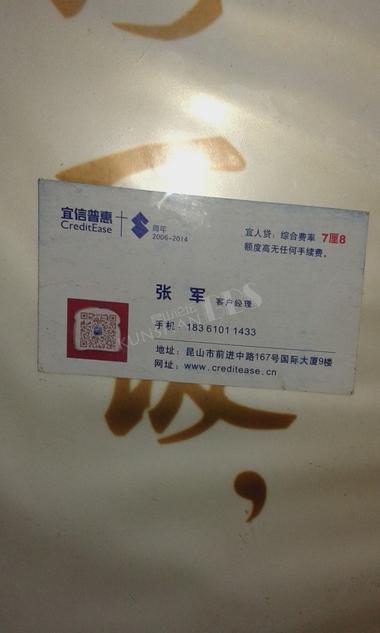 宜信普惠
CreditEase
周年
2006-2014
宜人贷：综合费率 7厘8
额度高无任何手续费。
张 军 客户经理
手机：183 6101 1433
地址：昆山市前进中路167号国际大厦9楼
网址：www.creditease.cn